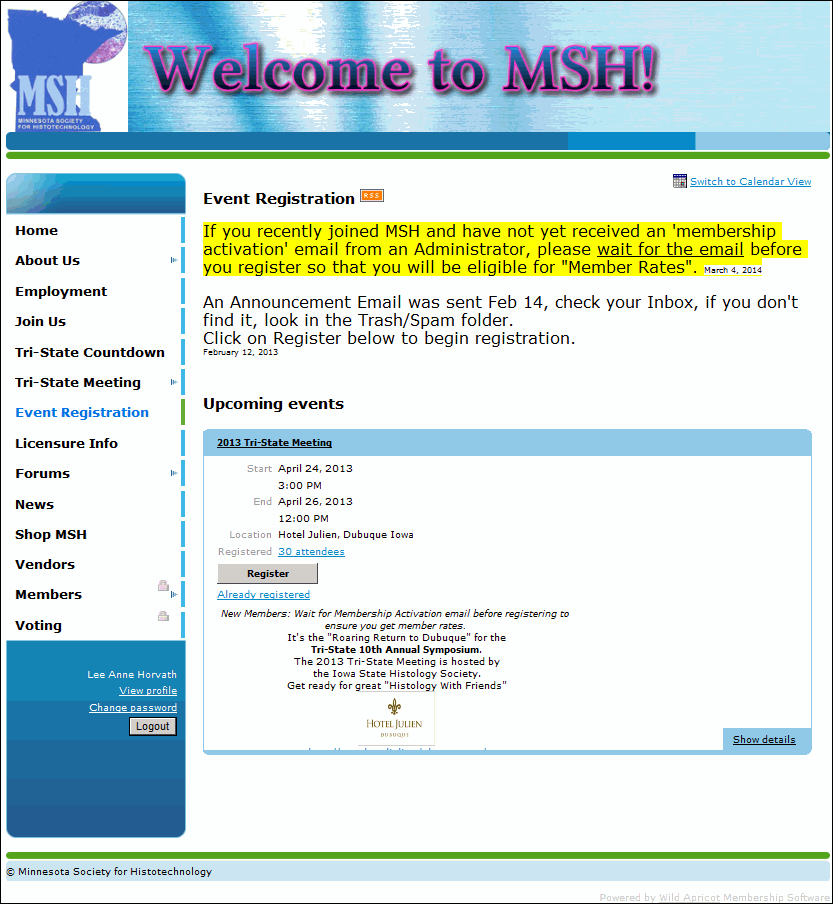 MSH
MINNESOTA SOCIETY
FOR HISTOTECHNOLOGY
Welcome to MSH!
Switch to Calendar View
Event Registration RSS
If you recently joined MSH and have not yet received an 'membership
activation' email from an Administrator, please wait for the email before
you register so that you will be eligible for "Member Rates". March 4, 2014
An Announcement Email was sent Feb 14, check your Inbox, if you don't
find it, look in the Trash/Spam folder.
Click on Register below to begin registration.
February 12, 2013
Home
About Us
Employment
Join Us
Tri-State Countdown
Tri-State Meeting
Event Registration
Licensure Info
Forums
News
Shop MSH
Vendors
Members
Voting
Lee Anne Horvath
View profile
Change password
Logout
Upcoming events
2013 Tri-State Meeting
Start April 24, 2013
3:00 PM
End April 26, 2013
12:00 PM
Location Hotel Julien, Dubuque Iowa
Registered 30 attendees
Register
Already registered
New Members: Wait for Membership Activation email before registering to
ensure you get member rates.
It's the "Roaring Return to Dubuque" for the
Tri-State 10th Annual Symposium.
The 2013 Tri-State Meeting is hosted by
the Iowa State Histology Society.
Get ready for great "Histology With Friends"
HOTEL JULIEN
DUBUQUE
Show details
© Minnesota Society for Histotechnology
Powered by Wild Apricot Membership Software